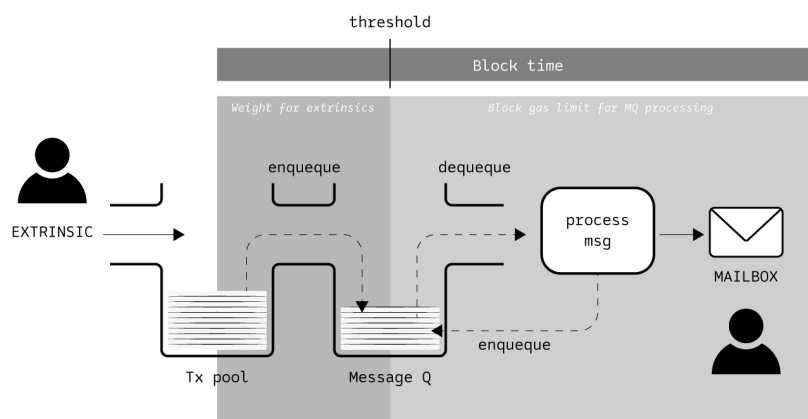 threshold
Block time
Weight for extrinsics
Block gas limit for MQ processing
enqueque
dequeque
EXTRINSIC
process
msg
MAILBOX
enqueque
Tx pool
Message Q